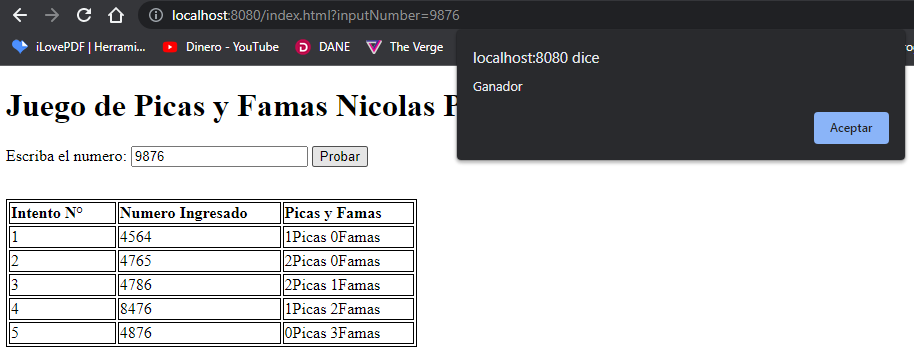 localhost:8080/index.html?inputNumber=9876
iLovePDF | Herrami... Dinero - YouTube DANE The Verge
localhost:8080 dice
Ganador
Aceptar
Juego de Picas y Famas Nicolas
Escriba el numero: 9876 Probar
Intento N° Numero Ingresado Picas y Famas
1 4564 1Picas 0Famas
2 4765 2Picas 0Famas
3 4786 2Picas 1Famas
4 8476 1Picas 2Famas
5 4876 0Picas 3Famas